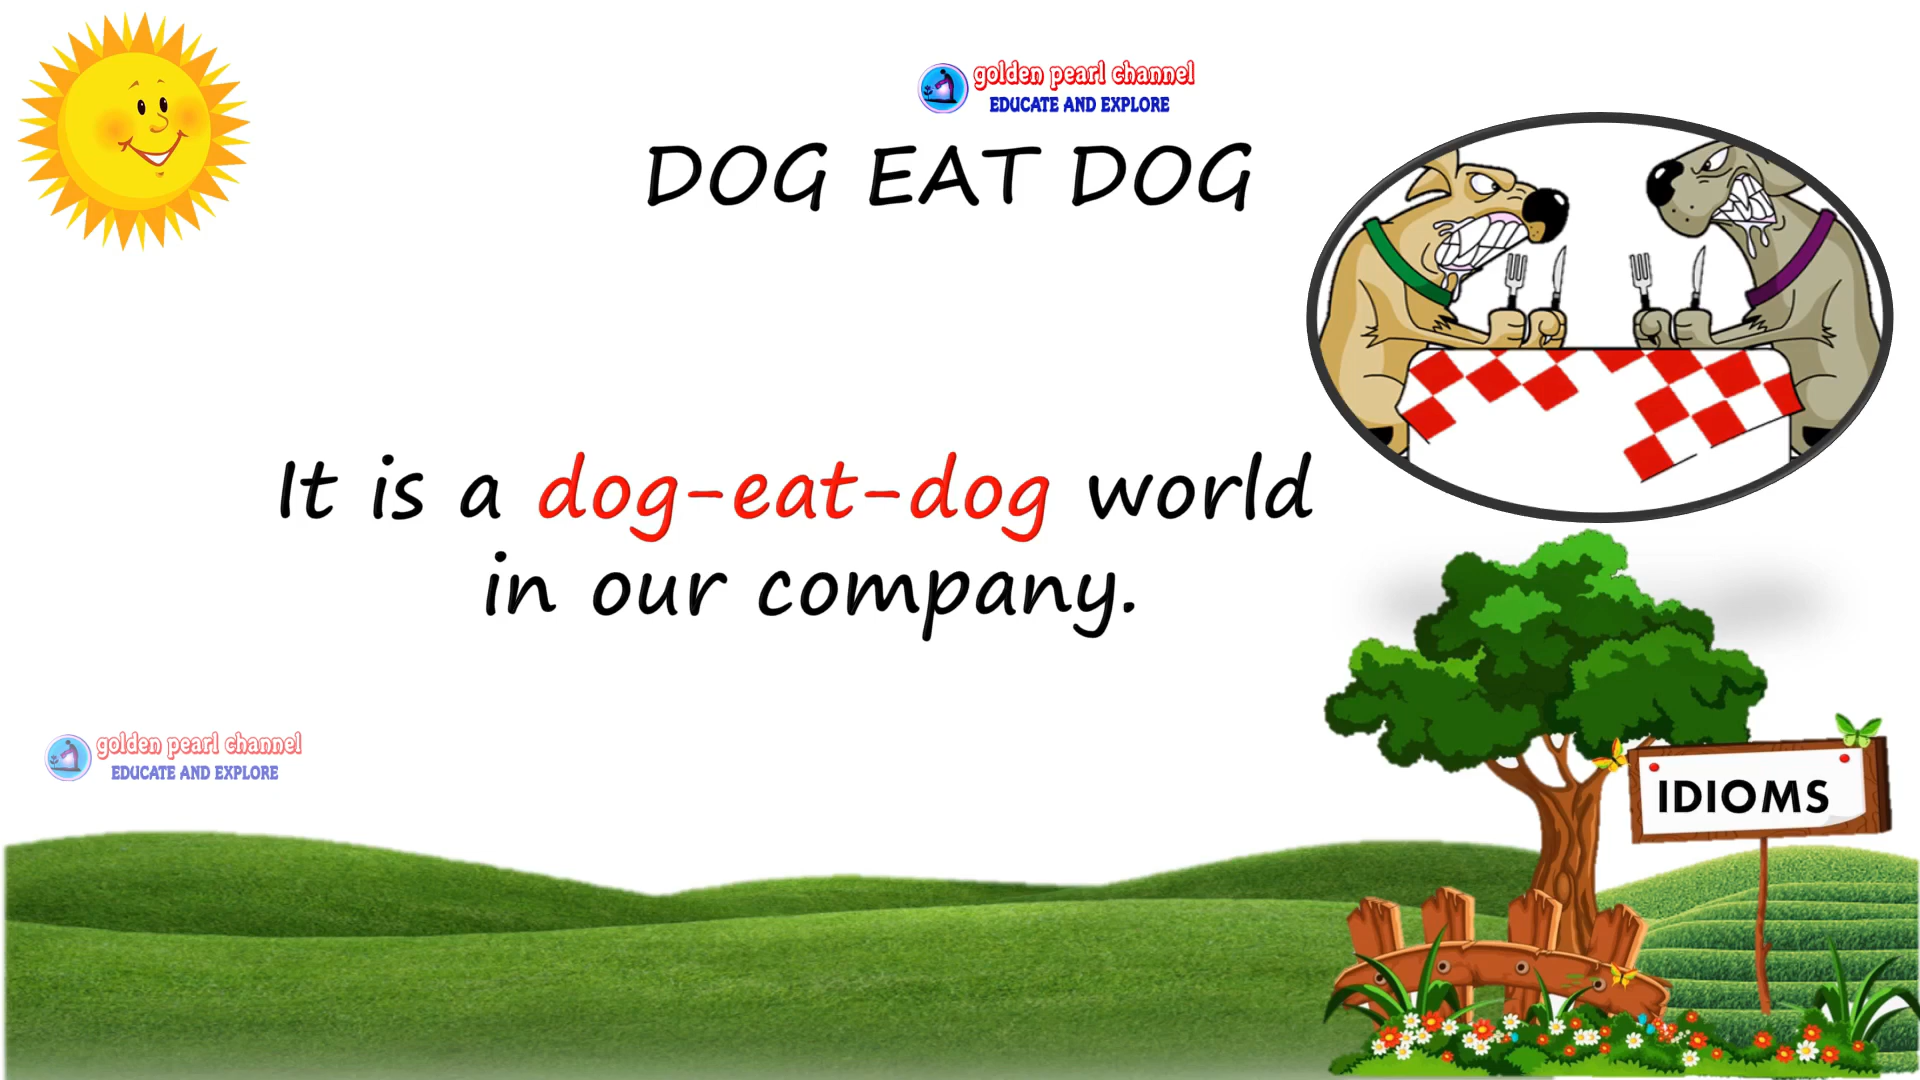 golden pearl channel
EDUCATE AND EXPLORE
DOG EAT DOG
It is a dog-eat-dog world
in our company.
golden pearl channel
EDUCATE AND EXPLORE
IDIOMS